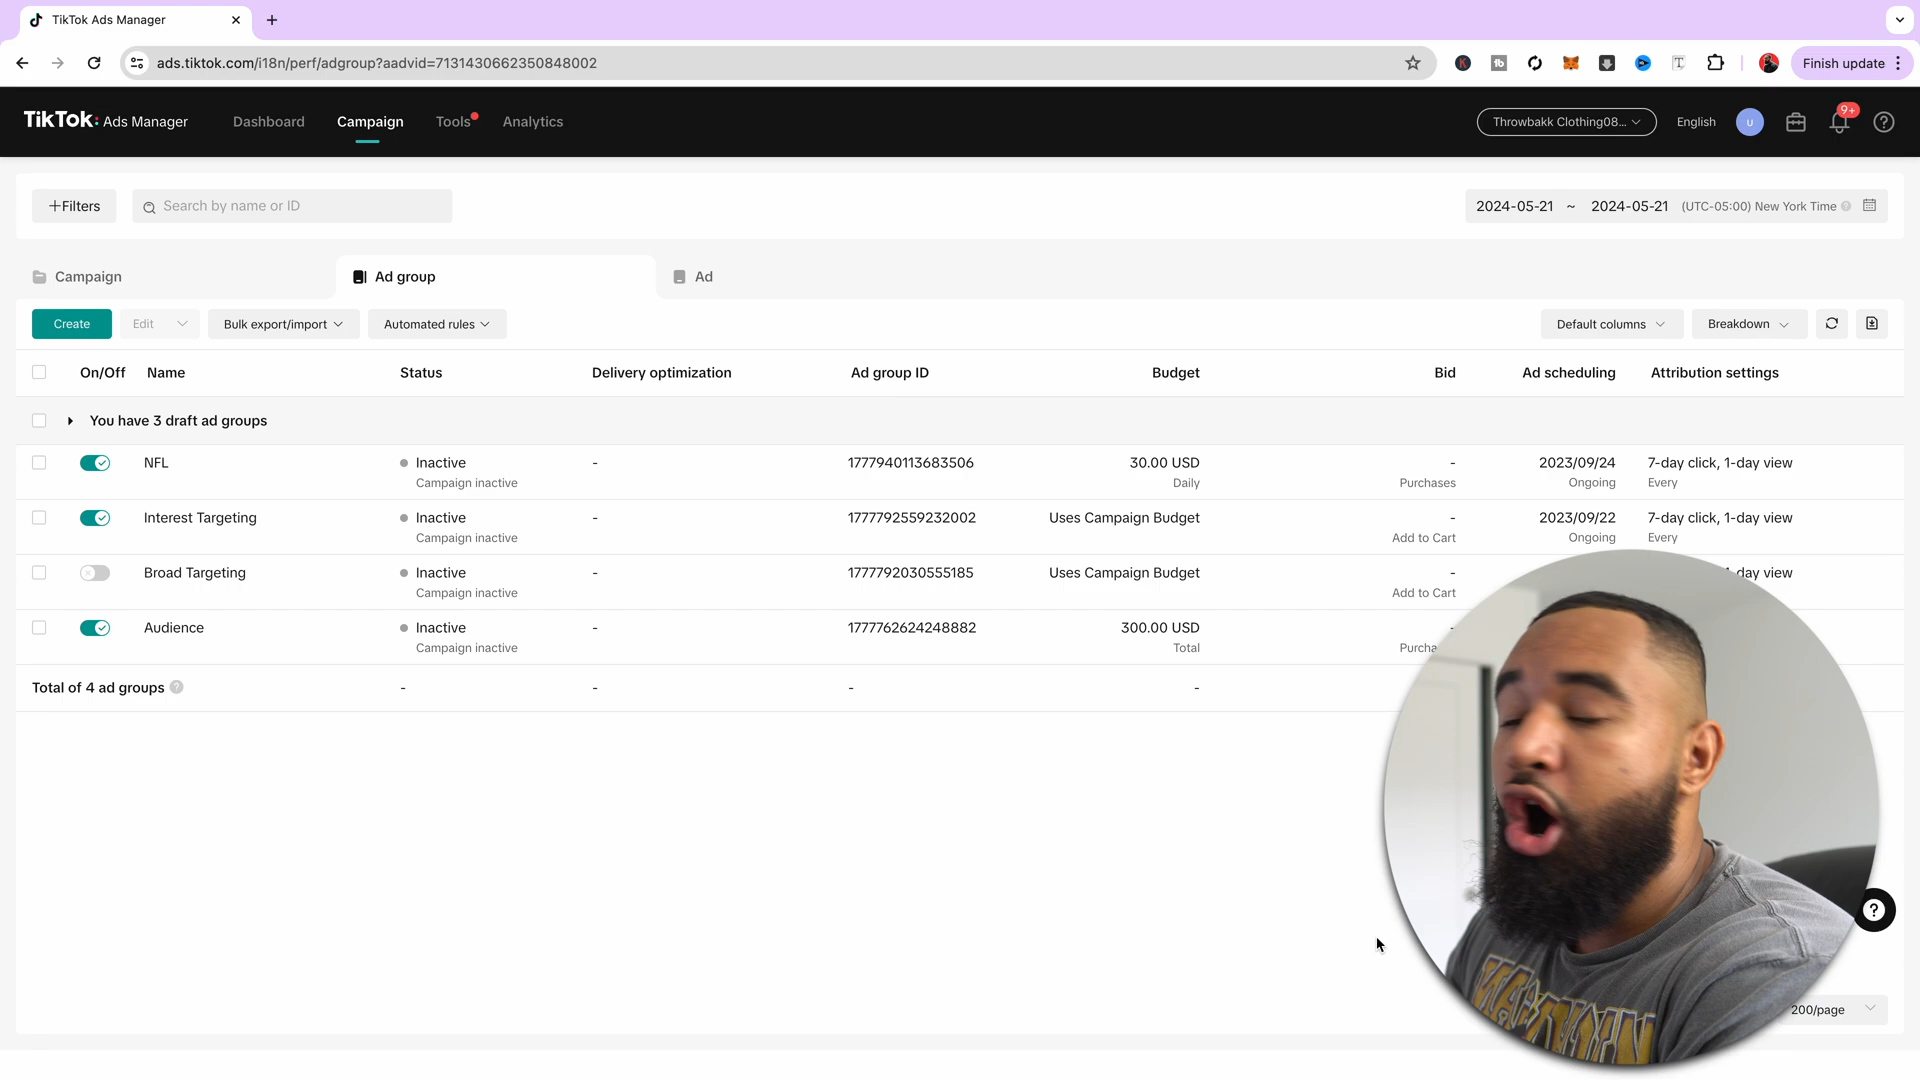 TikTok Ads Manager
ads.tiktok.com/i18n/perf/adgroup?aadvid=7131430662350848002
Finish update
TikTok: Ads Manager
Dashboard
Campaign
Tools
Analytics
Throwbakk Clothing08...
English
U
9+
+Filters
Search by name or ID
2024-05-21 ~ 2024-05-21 (UTC-05:00) New York Time
Campaign
Ad group
Ad
Create
Edit
Bulk export/import
Automated rules
Default columns
Breakdown
On/Off Name Status Delivery optimization Ad group ID Budget Bid Ad scheduling Attribution settings
You have 3 draft ad groups
NFL Inactive - 1777940113683506 30.00 USD - 2023/09/24 7-day click, 1-day view
Campaign inactive Daily Purchases Ongoing Every
Interest Targeting Inactive - 1777792559232002 Uses Campaign Budget - 2023/09/22 7-day click, 1-day view
Campaign inactive Add to Cart Ongoing Every
Broad Targeting Inactive - 1777792030555185 Uses Campaign Budget - day view
Campaign inactive Add to Cart
Audience Inactive - 1777762624248882 300.00 USD -
Campaign inactive Total Purcha
Total of 4 ad groups - - - -
200/page